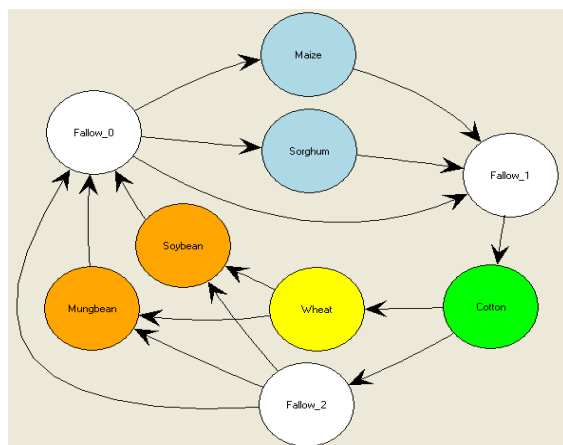 Maize
Fallow_0
Sorghum
Fallow_1
Soybean
Mungbean
Wheat
Cotton
Fallow_2